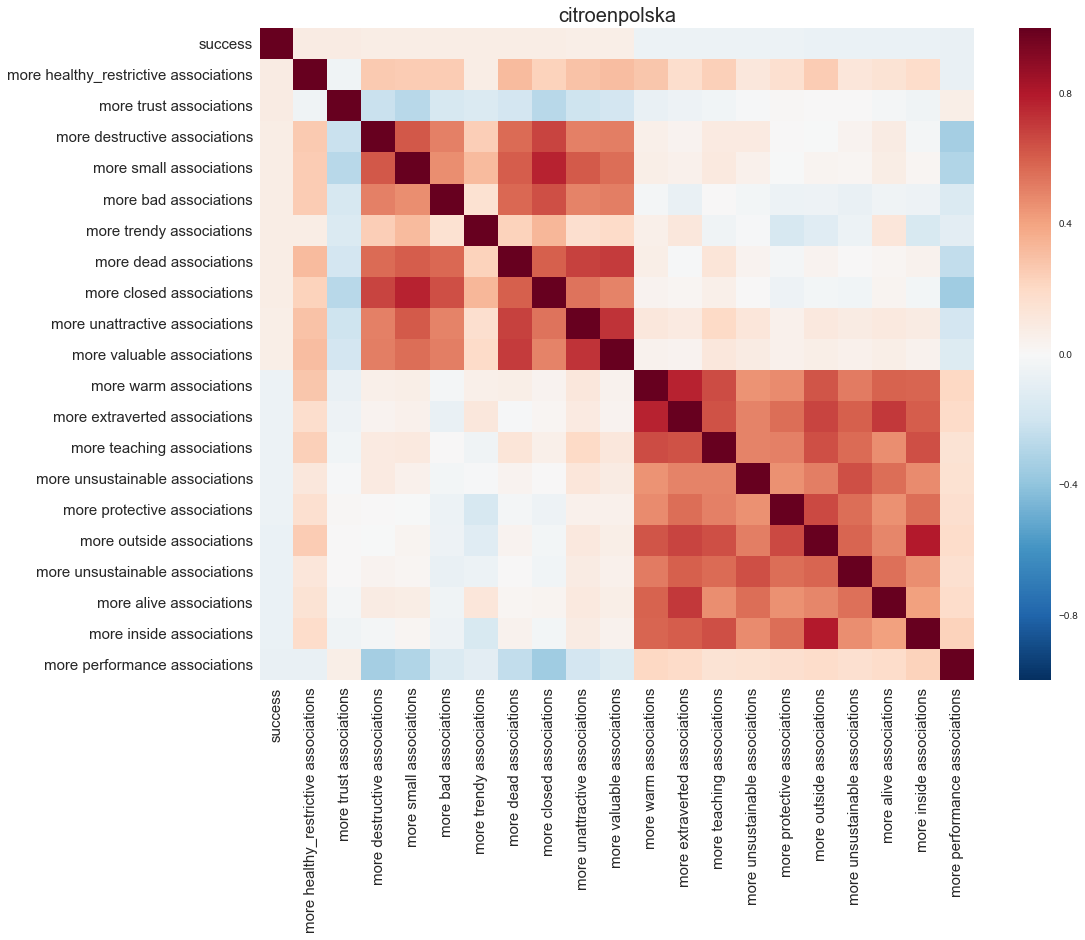 citroenpolska
success
more healthy_restrictive associations
more trust associations
more destructive associations
more small associations
more bad associations
more trendy associations
more dead associations
more closed associations
more unattractive associations
more valuable associations
more warm associations
more extraverted associations
more teaching associations
more unsustainable associations
more protective associations
more outside associations
more unsustainable associations
more alive associations
more inside associations
more performance associations
success
more healthy_restrictive associations
more trust associations
more destructive associations
more small associations
more bad associations
more trendy associations
more dead associations
more closed associations
more unattractive associations
more valuable associations
more warm associations
more extraverted associations
more teaching associations
more unsustainable associations
more protective associations
more outside associations
more unsustainable associations
more alive associations
more inside associations
more performance associations
0.8
0.4
0.0
−0.4
−0.8